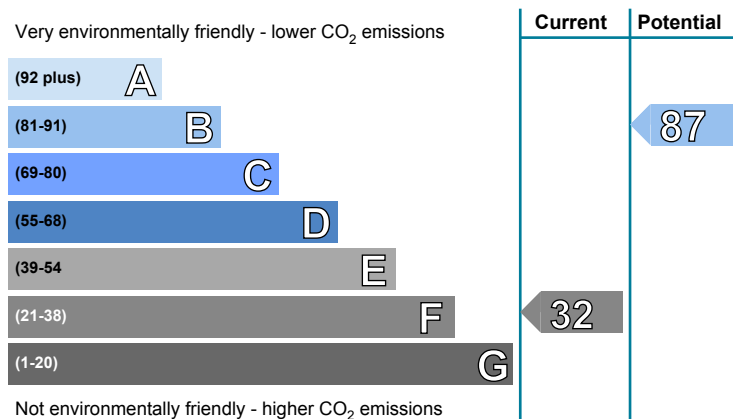 Current Potential
Very environmentally friendly - lower CO2 emissions
(92 plus) A
(81-91) B
87
(69-80) C
(55-68) D
(39-54 E
(21-38) F
32
(1-20) G
Not environmentally friendly - higher CO2 emissions